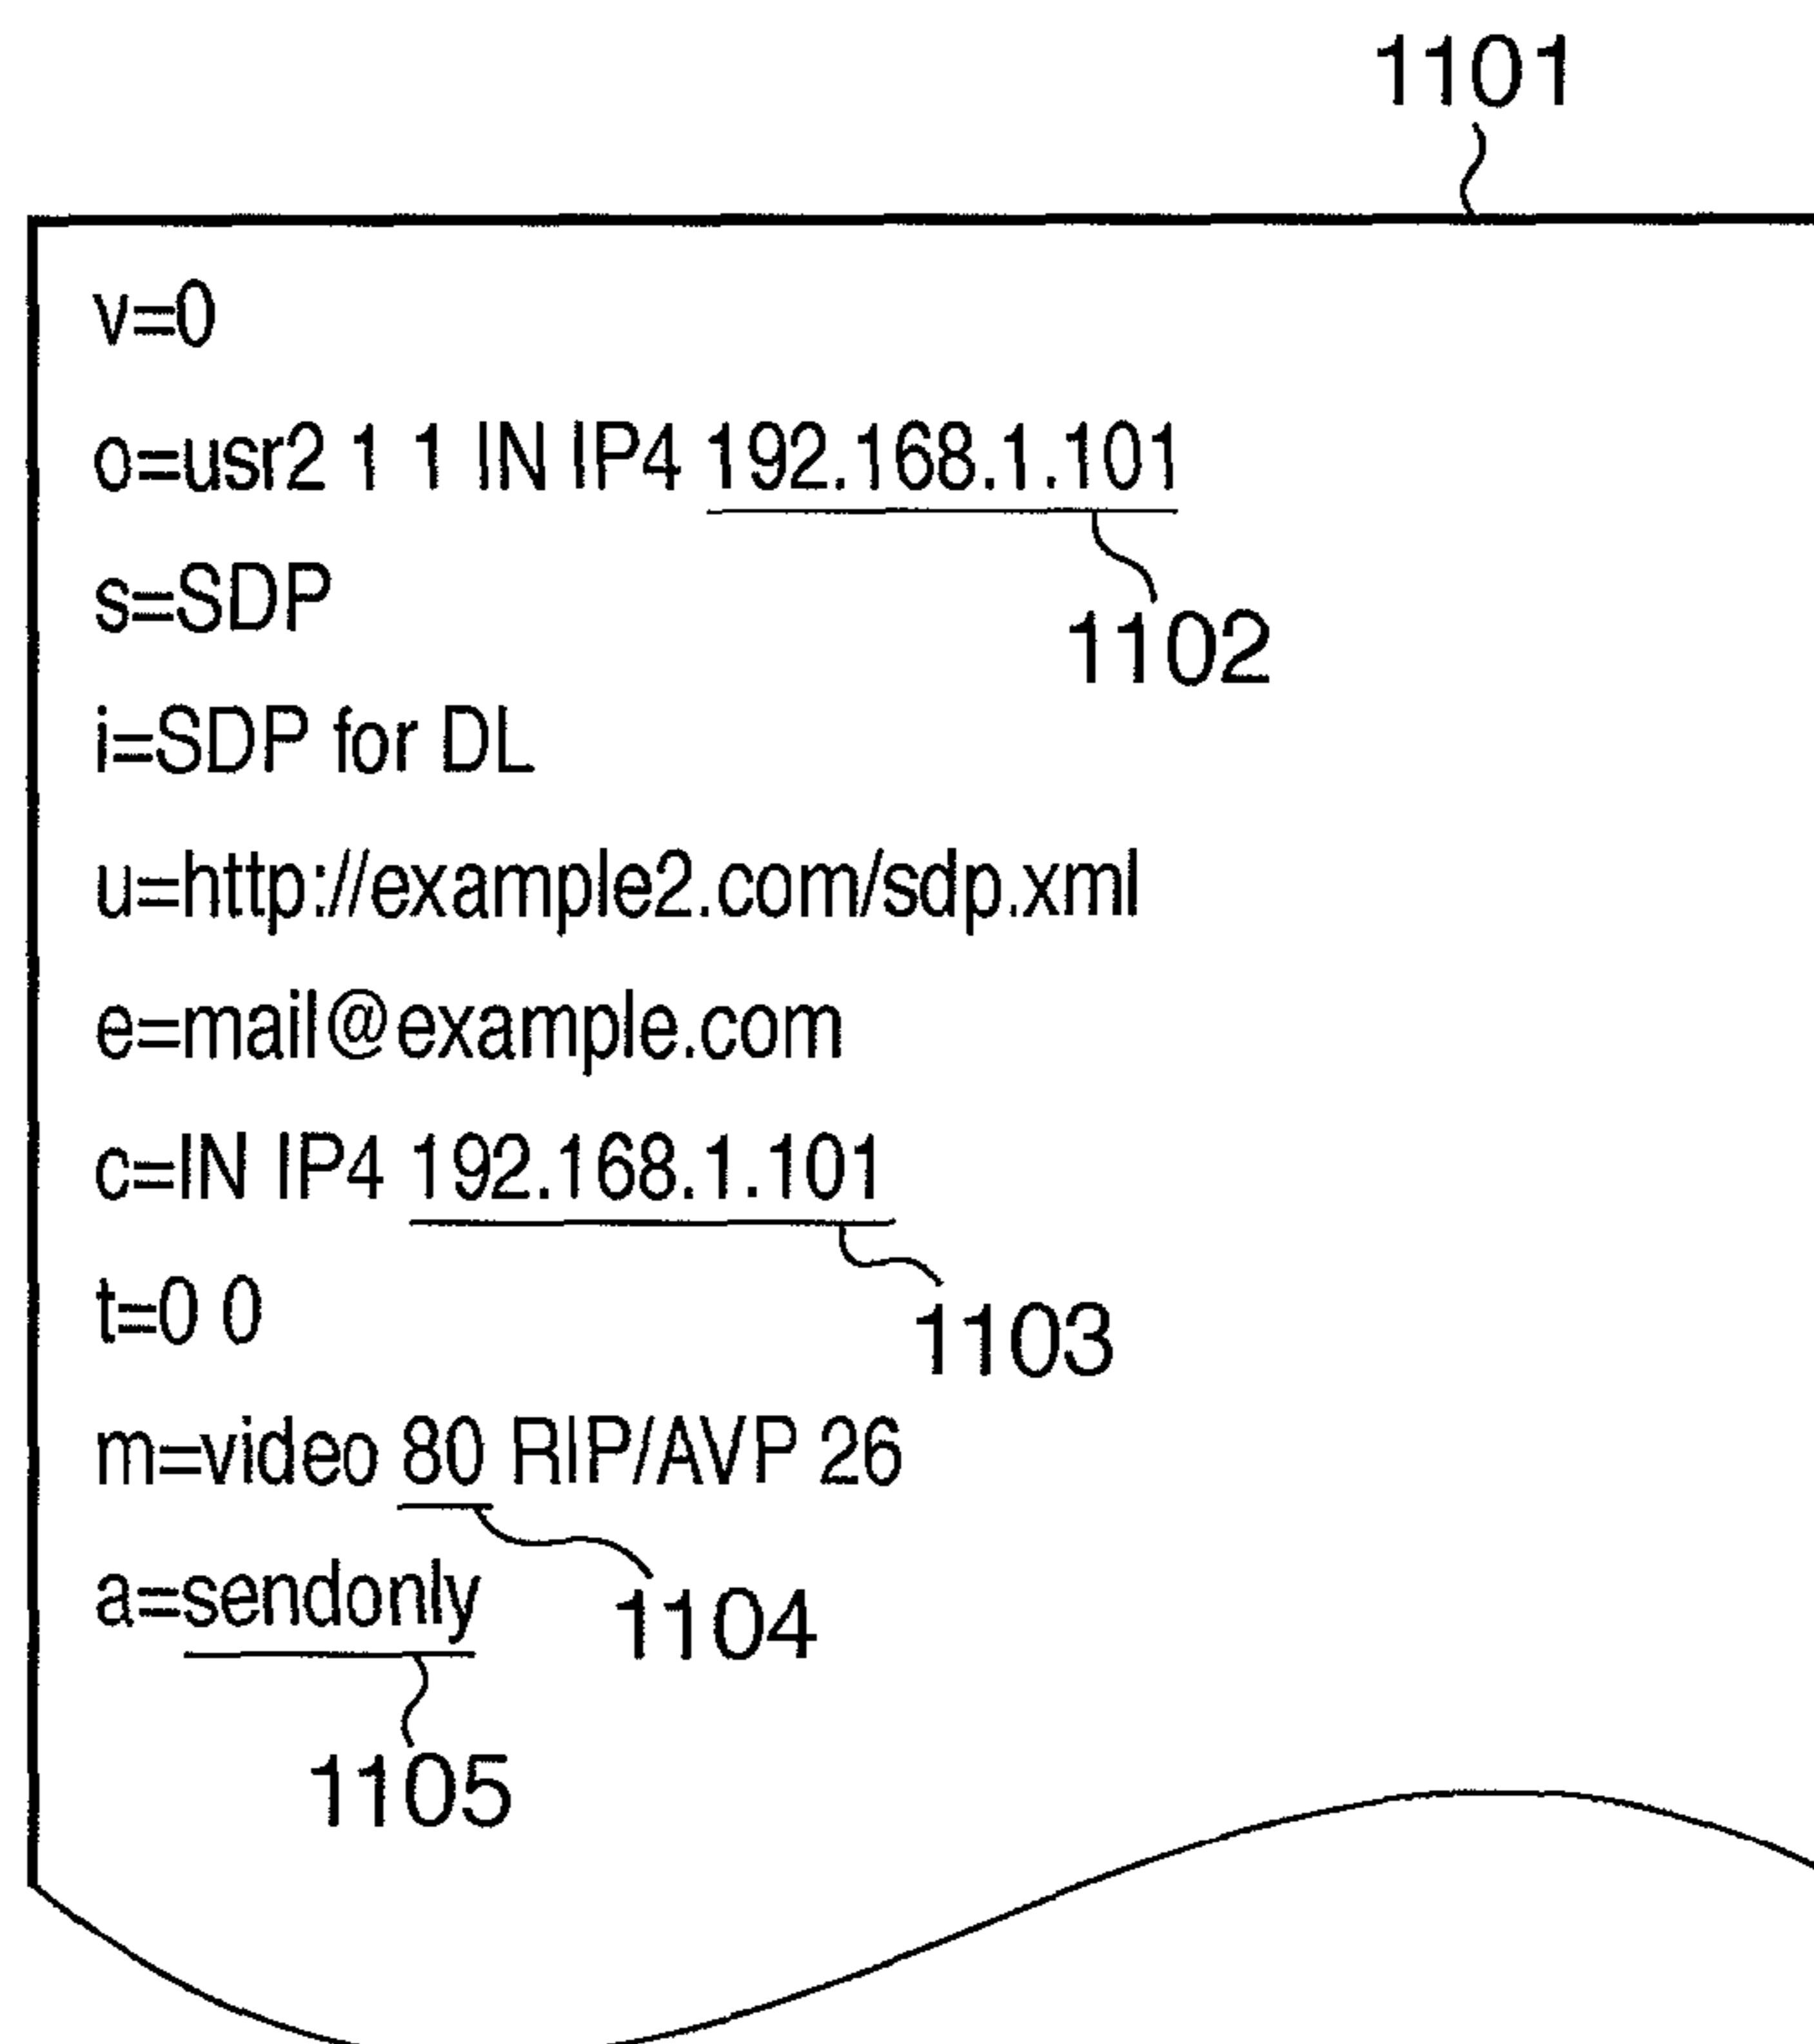 1101
v=0
o=usr2 1 1 IN IP4 192.168.1.101
1102
s=SDP
i=SDP for DL
u=http://example2.com/sdp.xml
e=mail@example.com
c=IN IP4 192.168.1.101
1103
t=0 0
m=video 80 RIP/AVP 26
1104
a=sendonly
1105